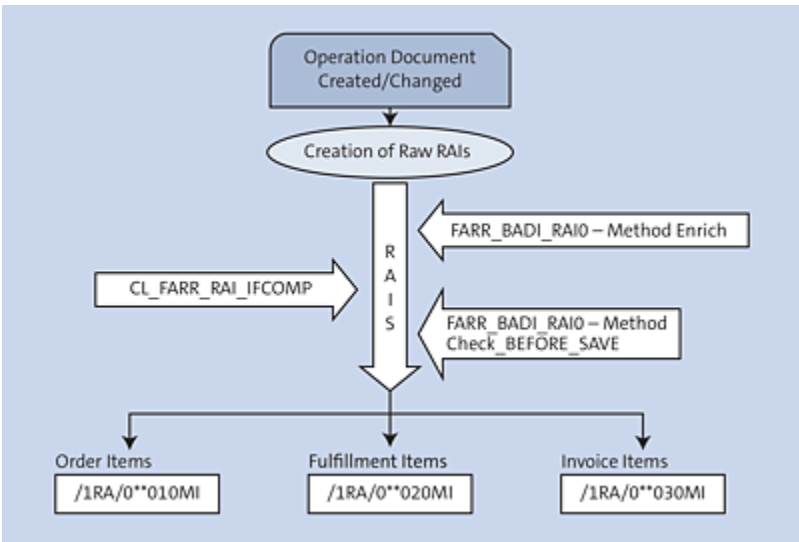 Operation Document
Created/Changed
Creation of Raw RAIs
FARR_BADI_RAI0 – Method Enrich
R
A
I
S
CL_FARR_RAI_IFCOMP
FARR_BADI_RAI0 – Method
Check_BEFORE_SAVE
Order Items
/1RA/0**010MI
Fulfillment Items
/1RA/0**020MI
Invoice Items
/1RA/0**030MI